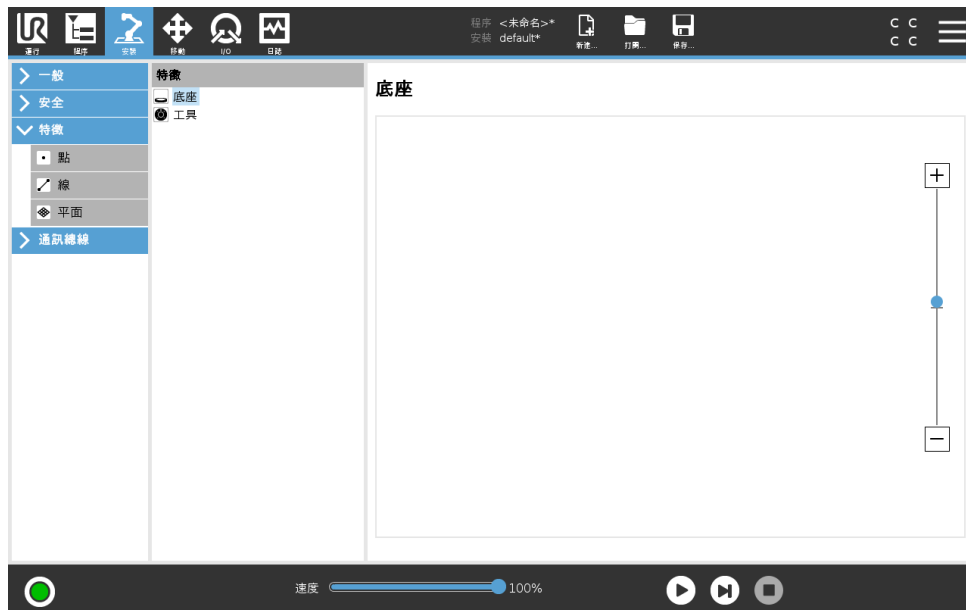 程序 <未命名>*
安裝 default*
運行
程序
安裝
移動
I/O
日誌
新建...
打開...
保存...
C C
C C
一般
安全
特徵
點
線
平面
通訊總線
特徵
底座
工具
底座
速度
100%